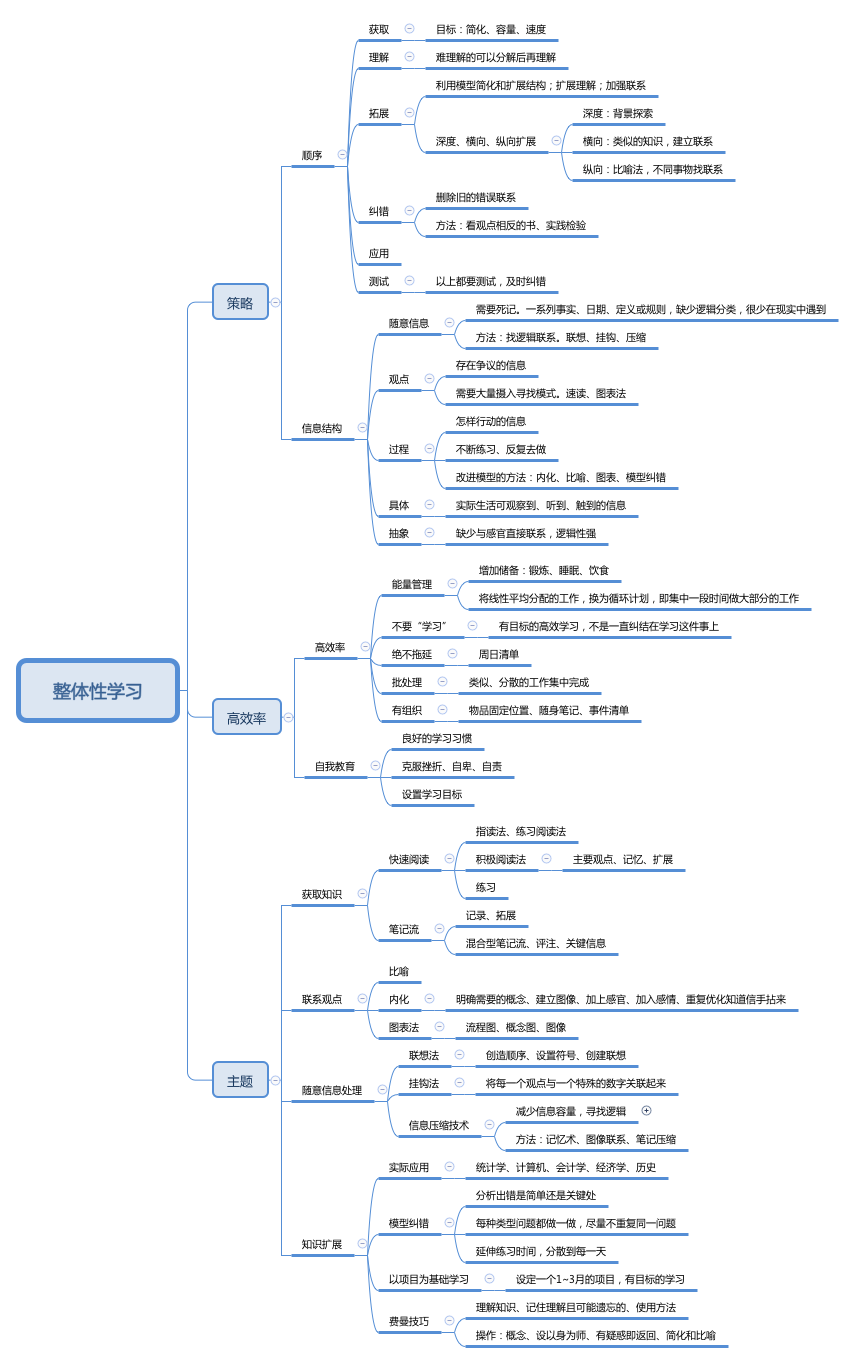 整体性学习
策略
顺序
获取
目标：简化、容量、速度
理解
难理解的可以分解后再理解
拓展
利用模型简化和扩展结构；扩展理解；加强联系
深度、横向、纵向扩展
深度：背景探索
横向：类似的知识，建立联系
纵向：比喻法，不同事物找联系
纠错
删除旧的错误联系
方法：看观点相反的书、实践检验
应用
测试
以上都要测试，及时纠错
信息结构
随意信息
需要死记。一系列事实、日期、定义或规则，缺少逻辑分类，很少在现实中遇到
方法：找逻辑联系。联想、挂钩、压缩
观点
存在争议的信息
需要大量摄入寻找模式。速读、图表法
过程
怎样行动的信息
不断练习、反复去做
改进模型的方法：内化、比喻、图表、模型纠错
具体
实际生活可观察到、听到、触到的信息
抽象
缺少与感官直接联系，逻辑性强
高效率
高效率
能量管理
增加储备：锻炼、睡眠、饮食
将线性平均分配的工作，换为循环计划，即集中一段时间做大部分的工作
不要“学习”
有目标的高效学习，不是一直纠结在学习这件事上
绝不拖延
周日清单
批处理
类似、分散的工作集中完成
有组织
物品固定位置、随身笔记、事件清单
自我教育
良好的学习习惯
克服挫折、自卑、自责
设置学习目标
主题
获取知识
快速阅读
指读法、练习阅读法
积极阅读法
主要观点、记忆、扩展
练习
笔记流
记录、拓展
混合型笔记流、评注、关键信息
联系观点
比喻
内化
明确需要的概念、建立图像、加上感官、加入感情、重复优化知道信手拈来
图表法
流程图、概念图、图像
随意信息处理
联想法
创造顺序、设置符号、创建联想
挂钩法
将每一个观点与一个特殊的数字关联起来
信息压缩技术
减少信息容量，寻找逻辑
方法：记忆术、图像联系、笔记压缩
知识扩展
实际应用
统计学、计算机、会计学、经济学、历史
模型纠错
分析出错是简单还是关键处
每种类型问题都做一做，尽量不重复同一问题
延伸练习时间，分散到每一天
以项目为基础学习
设定一个1~3月的项目，有目标的学习
费曼技巧
理解知识、记住理解且可能遗忘的、使用方法
操作：概念、设以身为师、有疑惑即返回、简化和比喻